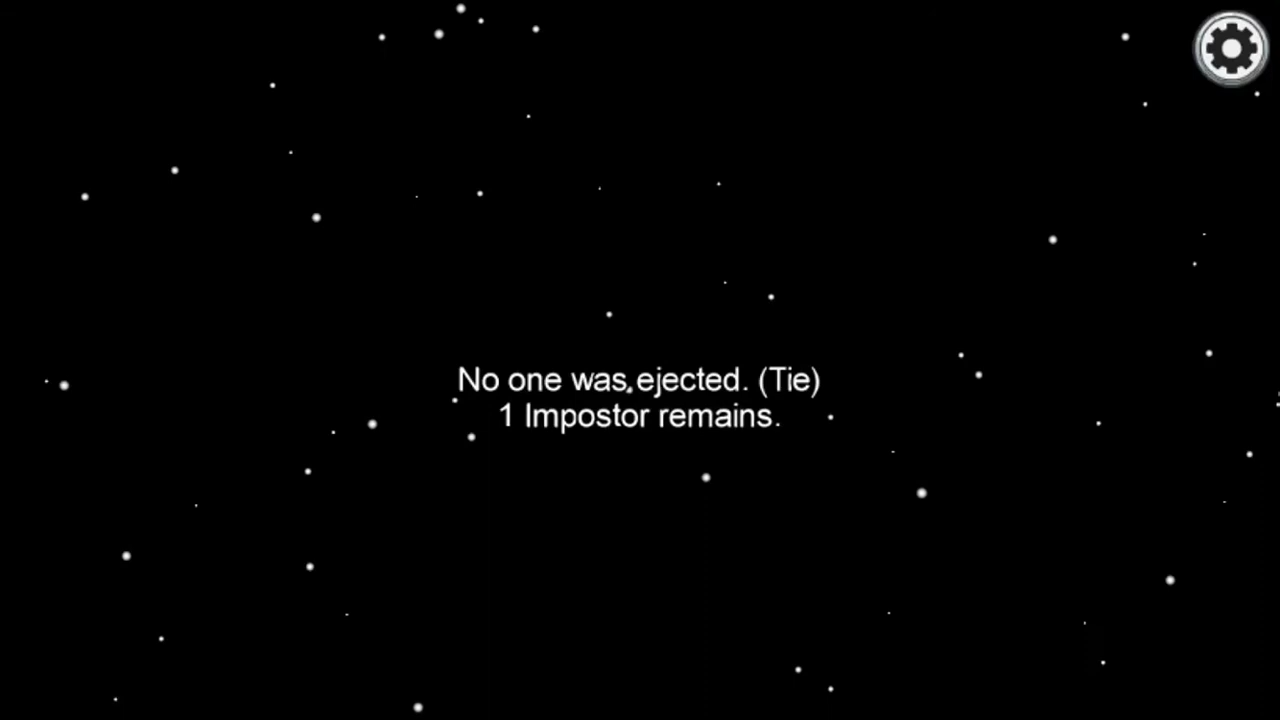 No one was ejected. (Tie)
1 Impostor remains.